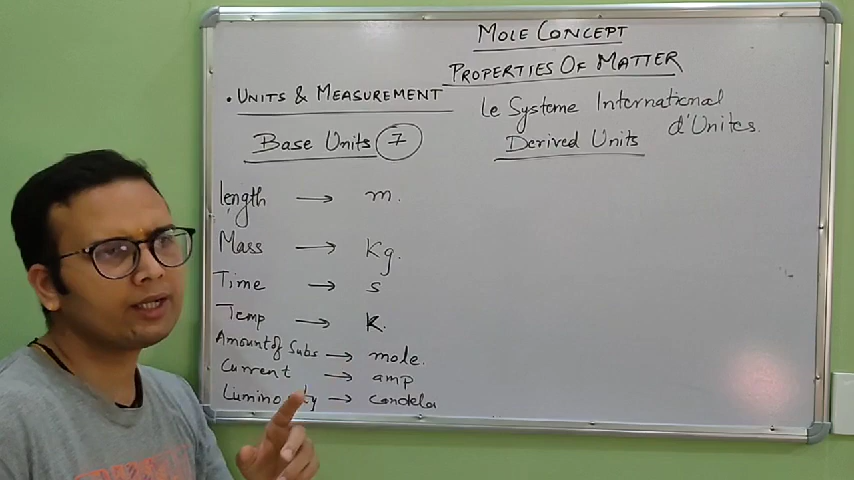 MOLE CONCEPT
PROPERTIES OF MATTER
• UNITS & MEASUREMENT
Le Systeme International
d'Unites.
Base Units 7
Derived Units
length → m.
Mass → Kg.
Time → s
Temp → K.
Amount of Subs → mole.
Current → amp
Luminosity → candela